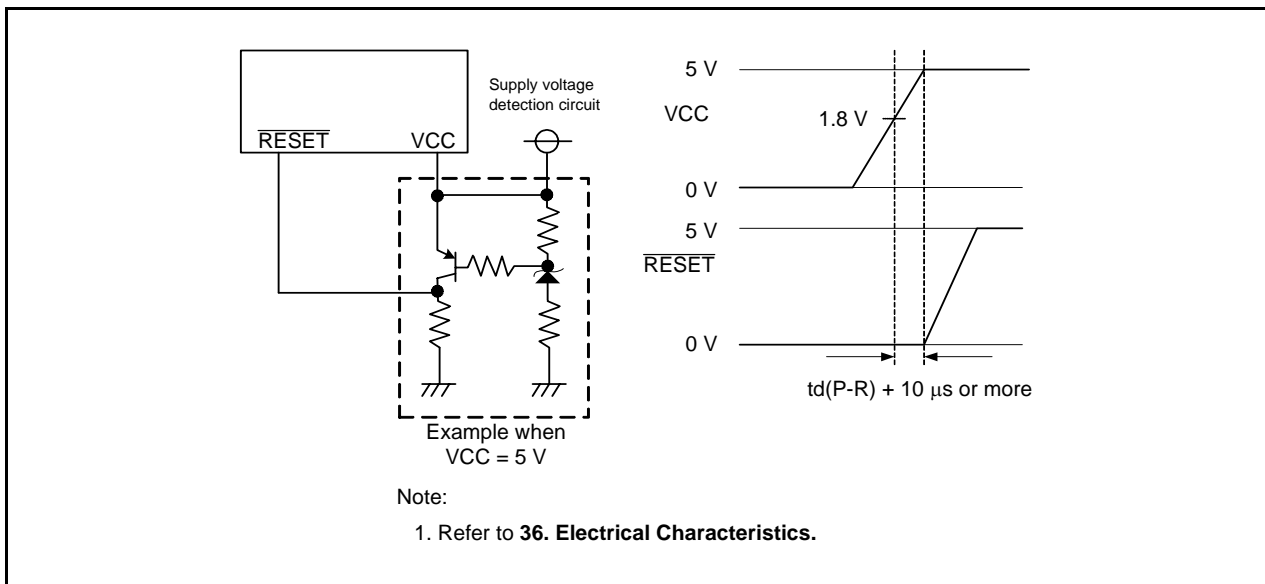 Supply voltage
detection circuit
RESET VCC
Example when
VCC = 5 V
5 V
VCC
1.8 V
0 V
5 V
RESET
0 V
td(P-R) + 10 μs or more
Note:
1. Refer to 36. Electrical Characteristics.